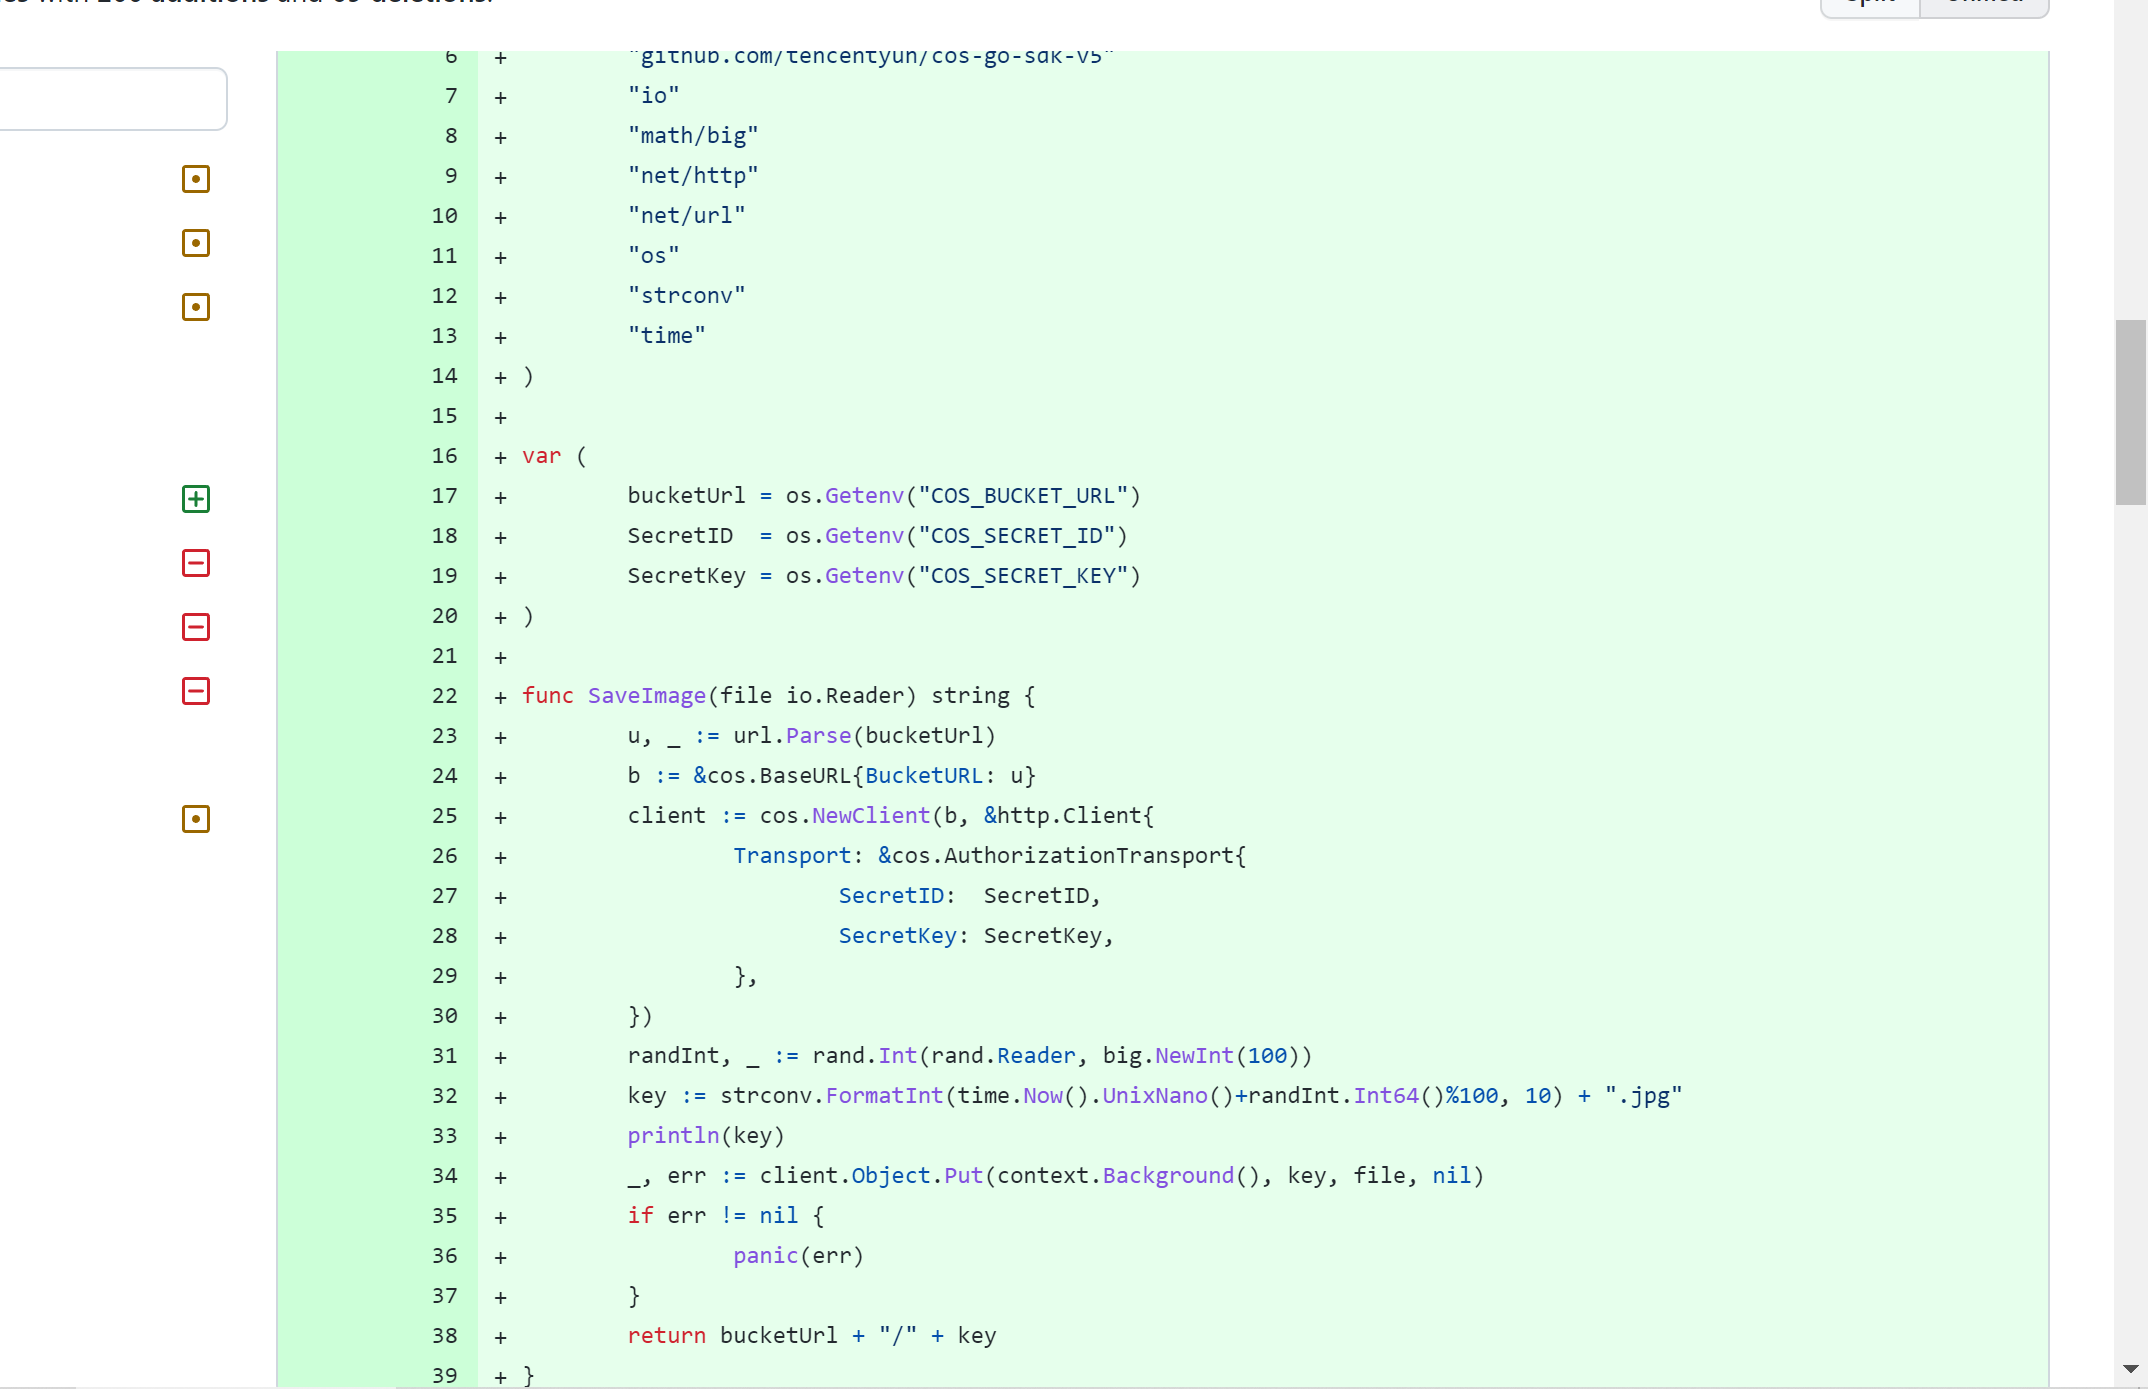 with additions and deletions.
Split Unified
6 + "github.com/tencentyun/cos-go-sdk-v5"
7 + "io"
8 + "math/big"
9 + "net/http"
10 + "net/url"
11 + "os"
12 + "strconv"
13 + "time"
14 + )
15 +
16 + var (
17 + bucketUrl = os.Getenv("COS_BUCKET_URL")
18 + SecretID  = os.Getenv("COS_SECRET_ID")
19 + SecretKey = os.Getenv("COS_SECRET_KEY")
20 + )
21 +
22 + func SaveImage(file io.Reader) string {
23 + u, _ := url.Parse(bucketUrl)
24 + b := &cos.BaseURL{BucketURL: u}
25 + client := cos.NewClient(b, &http.Client{
26 + Transport: &cos.AuthorizationTransport{
27 + SecretID:  SecretID,
28 + SecretKey: SecretKey,
29 + },
30 + })
31 + randInt, _ := rand.Int(rand.Reader, big.NewInt(100))
32 + key := strconv.FormatInt(time.Now().UnixNano()+randInt.Int64()%100, 10) + ".jpg"
33 + println(key)
34 + _, err := client.Object.Put(context.Background(), key, file, nil)
35 + if err != nil {
36 + panic(err)
37 + }
38 + return bucketUrl + "/" + key
39 + }